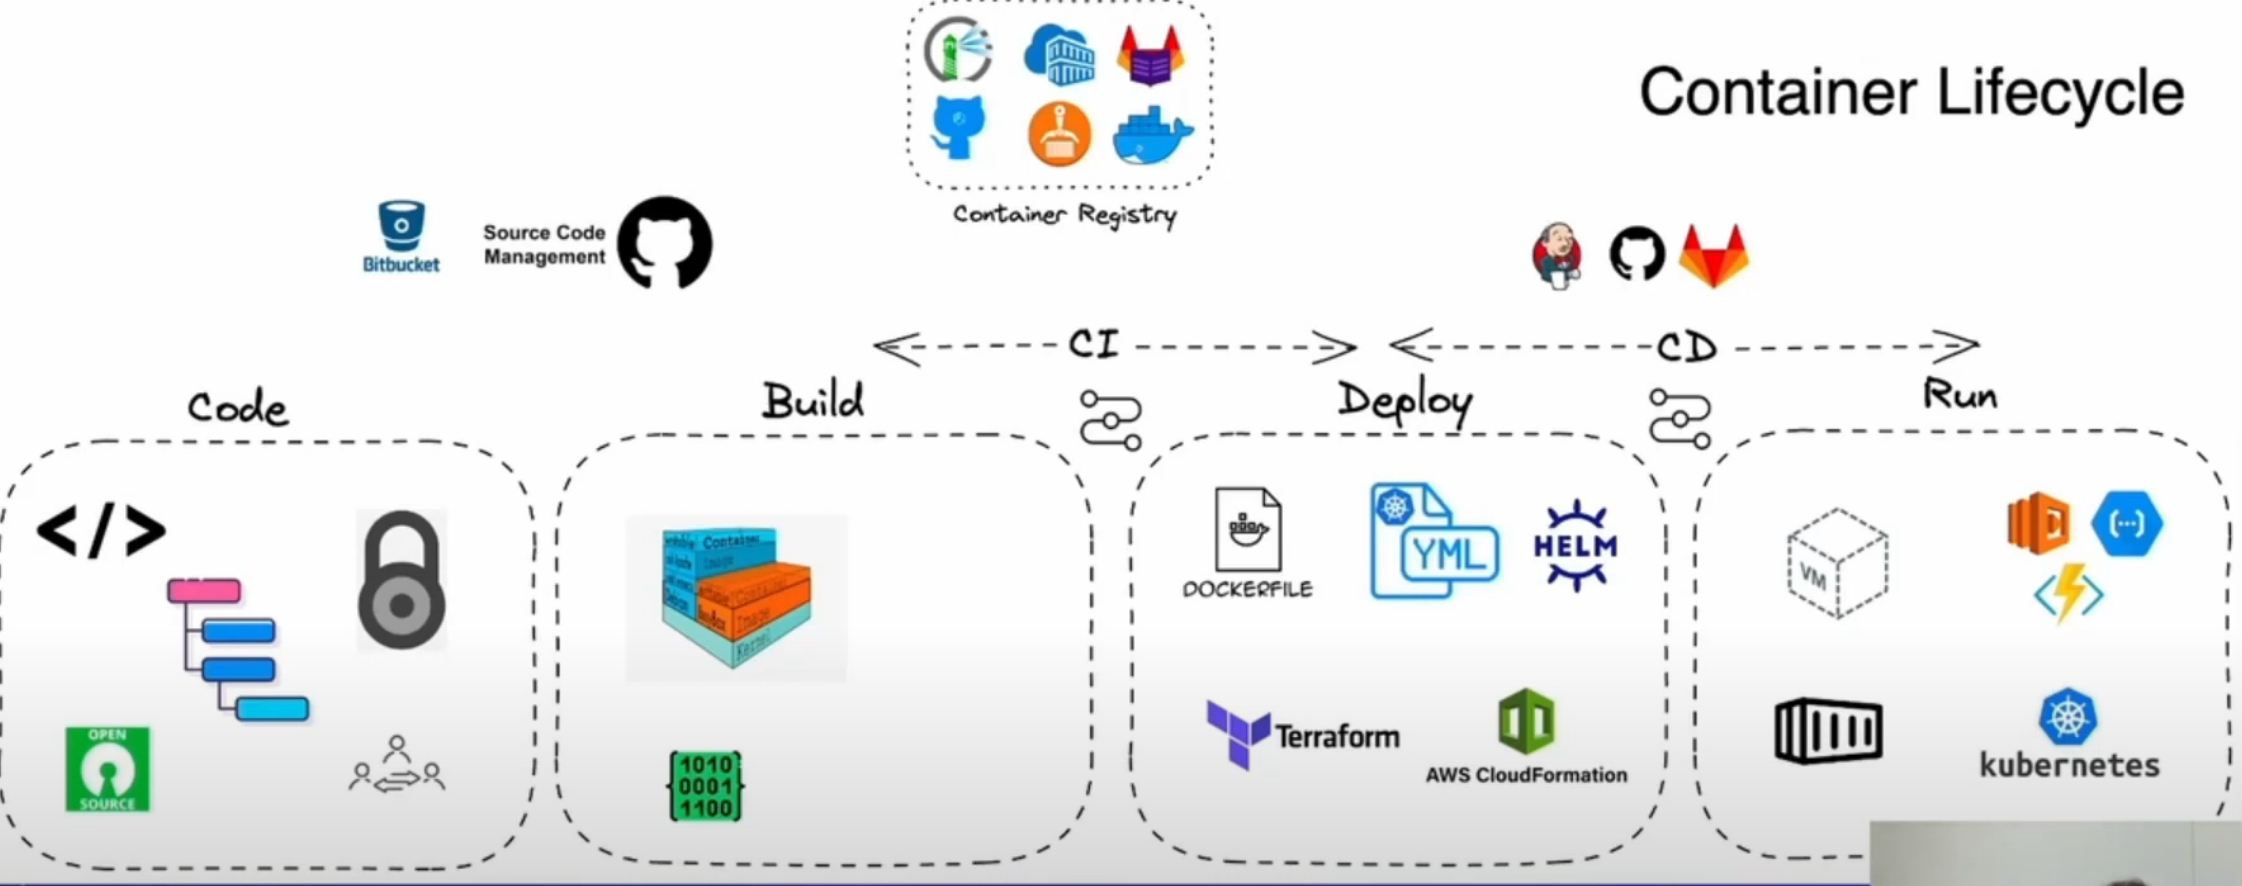 Container Lifecycle
Container Registry
Bitbucket
Source Code
Management
CI
CD
Code
Build
Deploy
Run
</>
OPEN
SOURCE
Container
Image
Container
Image
Kernel
1010
0001
1100
DOCKERFILE
YML
HELM
Terraform
AWS CloudFormation
VM
kubernetes